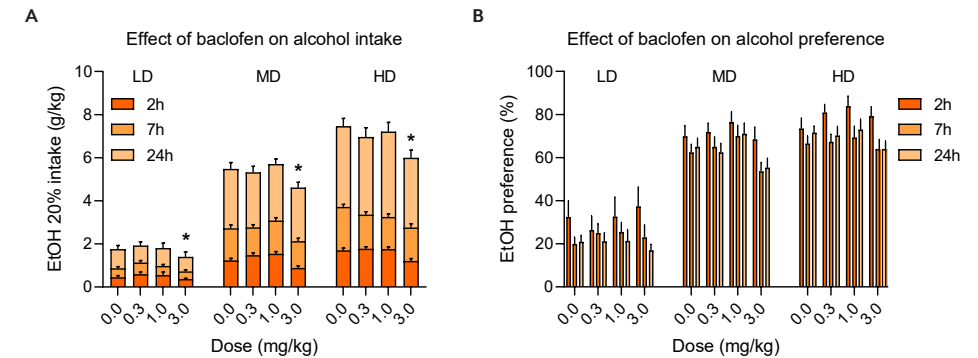 A
Effect of baclofen on alcohol intake
EtOH 20% intake (g/kg)
10
8
6
4
2
0
LD
MD
HD
2h
7h
24h
*
*
*
0.0
0.3
1.0
3.0
0.0
0.3
1.0
3.0
0.0
0.3
1.0
3.0
Dose (mg/kg)
B
Effect of baclofen on alcohol preference
EtOH preference (%)
100
80
60
40
20
0
LD
MD
HD
2h
7h
24h
0.0
0.3
1.0
3.0
0.0
0.3
1.0
3.0
0.0
0.3
1.0
3.0
Dose (mg/kg)